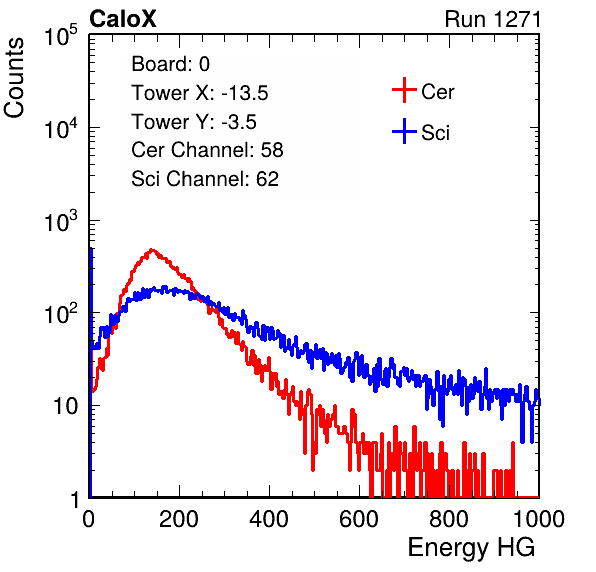 CaloX Run 1271
Counts
Board: 0
Tower X: -13.5
Tower Y: -3.5
Cer Channel: 58
Sci Channel: 62
Cer
Sci
10^5
10^4
10^3
10^2
10
1
0 200 400 600 800 1000
Energy HG